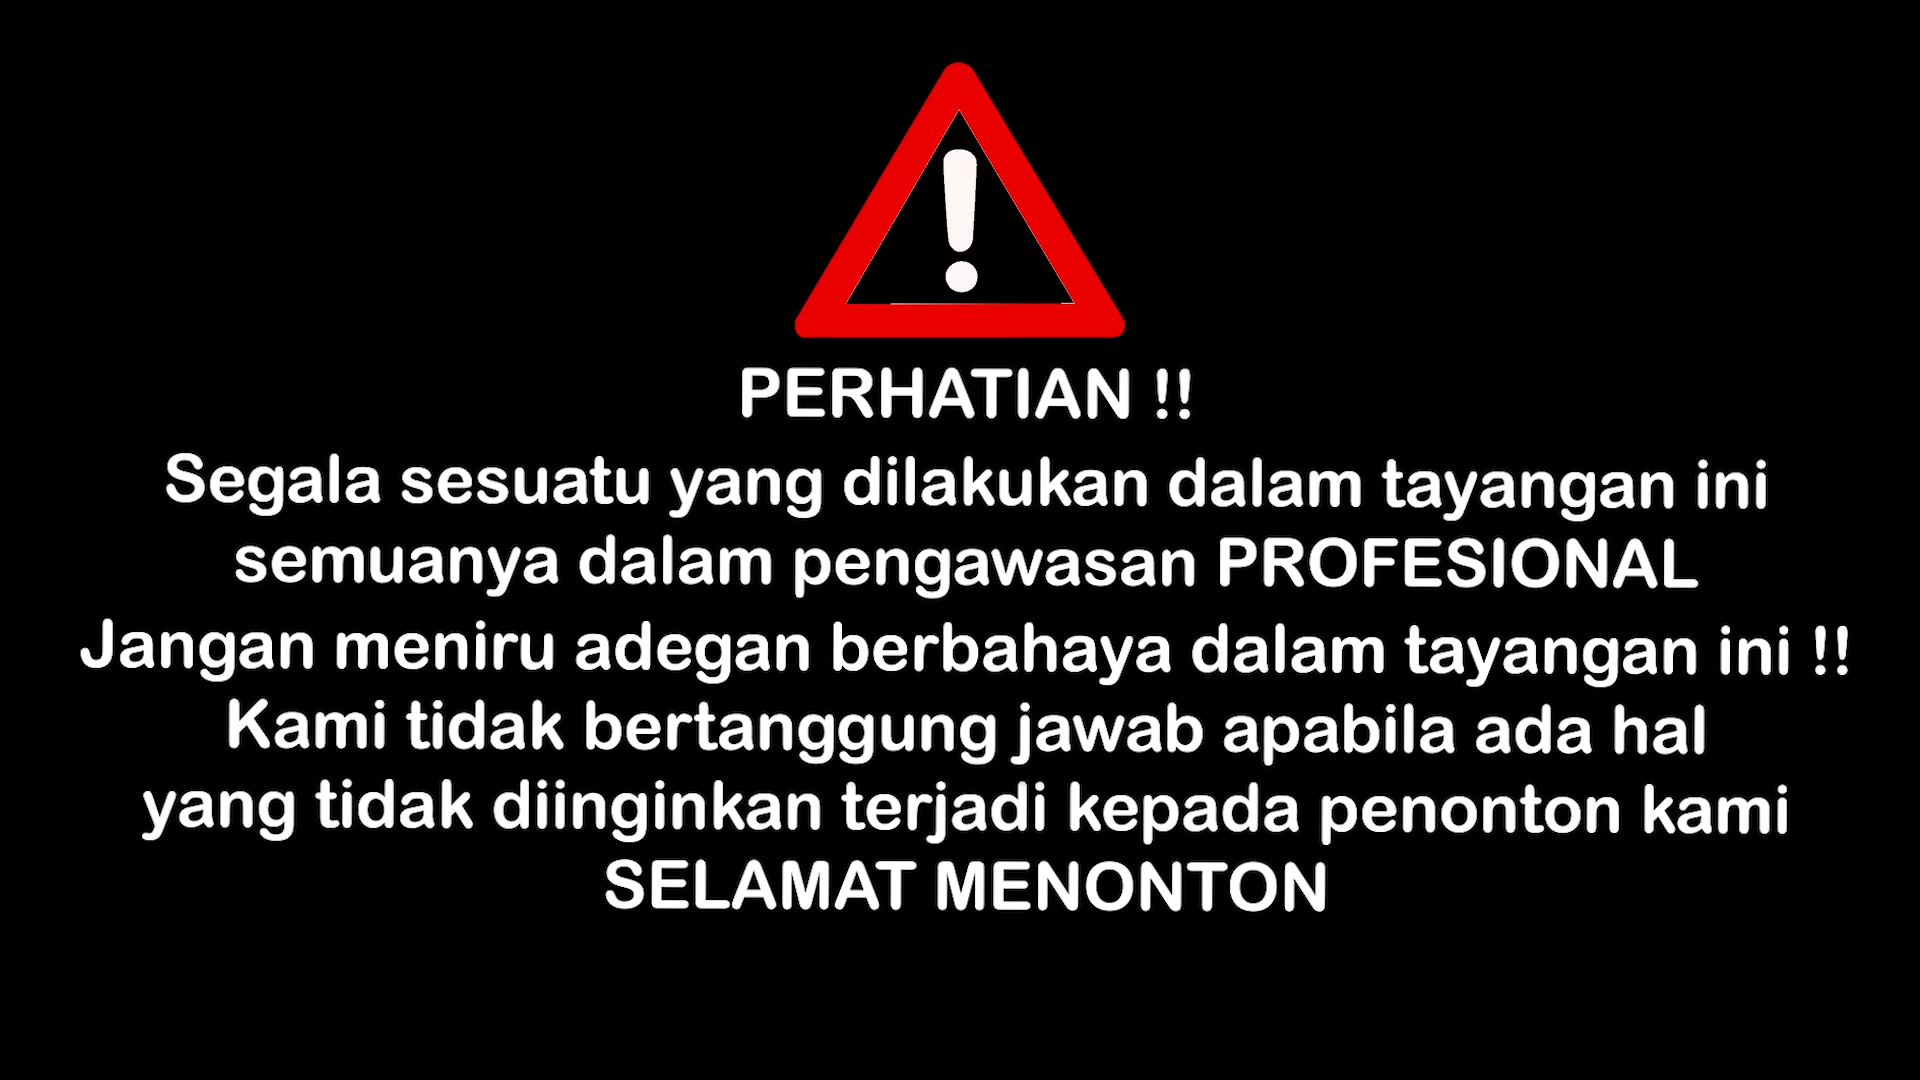 PERHATIAN !!
Segala sesuatu yang dilakukan dalam tayangan ini
semuanya dalam pengawasan PROFESIONAL
Jangan meniru adegan berbahaya dalam tayangan ini !!
Kami tidak bertanggung jawab apabila ada hal
yang tidak diinginkan terjadi kepada penonton kami
SELAMAT MENONTON